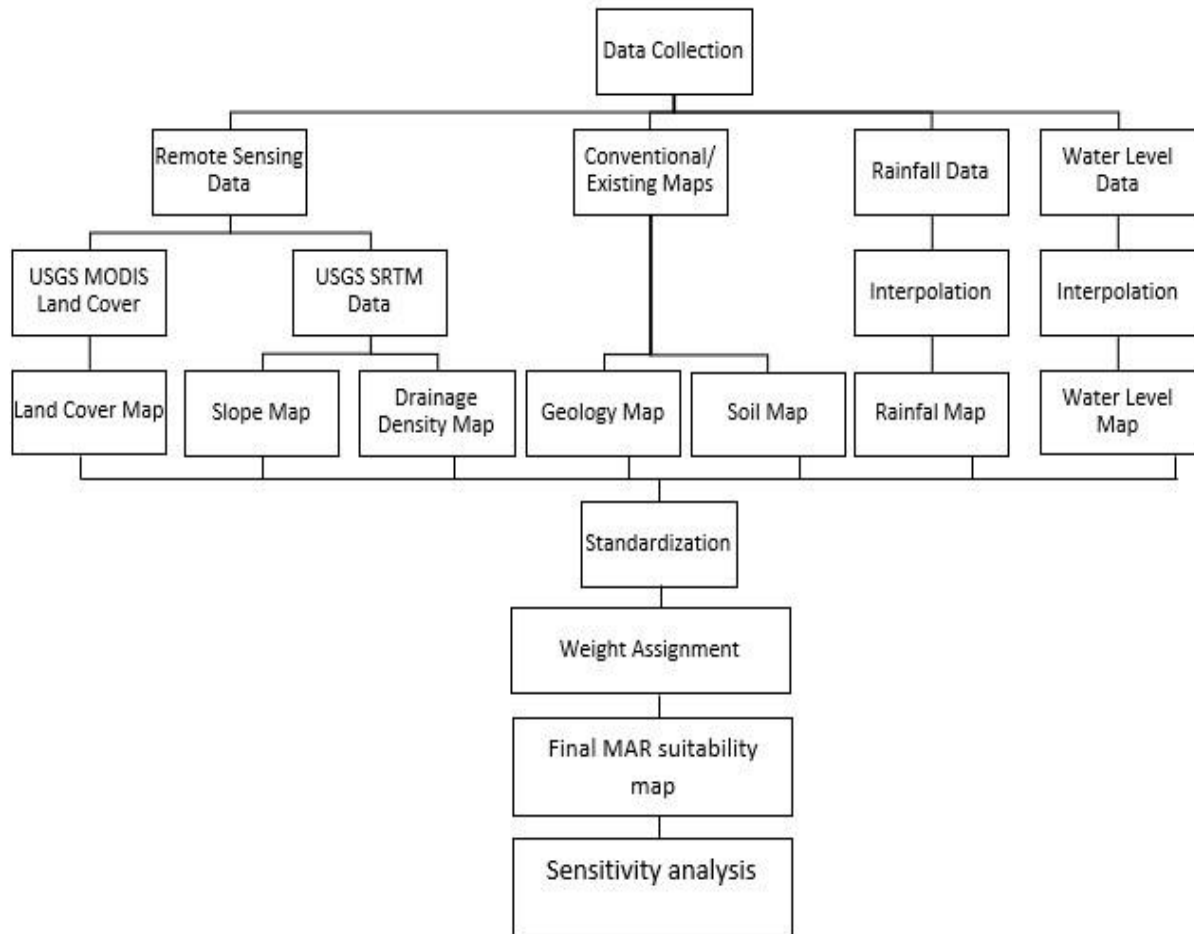 Data Collection
Remote Sensing
Data
Conventional/
Existing Maps
Rainfall Data
Water Level
Data
USGS MODIS
Land Cover
USGS SRTM
Data
Interpolation
Interpolation
Land Cover Map
Slope Map
Drainage
Density Map
Geology Map
Soil Map
Rainfal Map
Water Level
Map
Standardization
Weight Assignment
Final MAR suitability
map
Sensitivity analysis